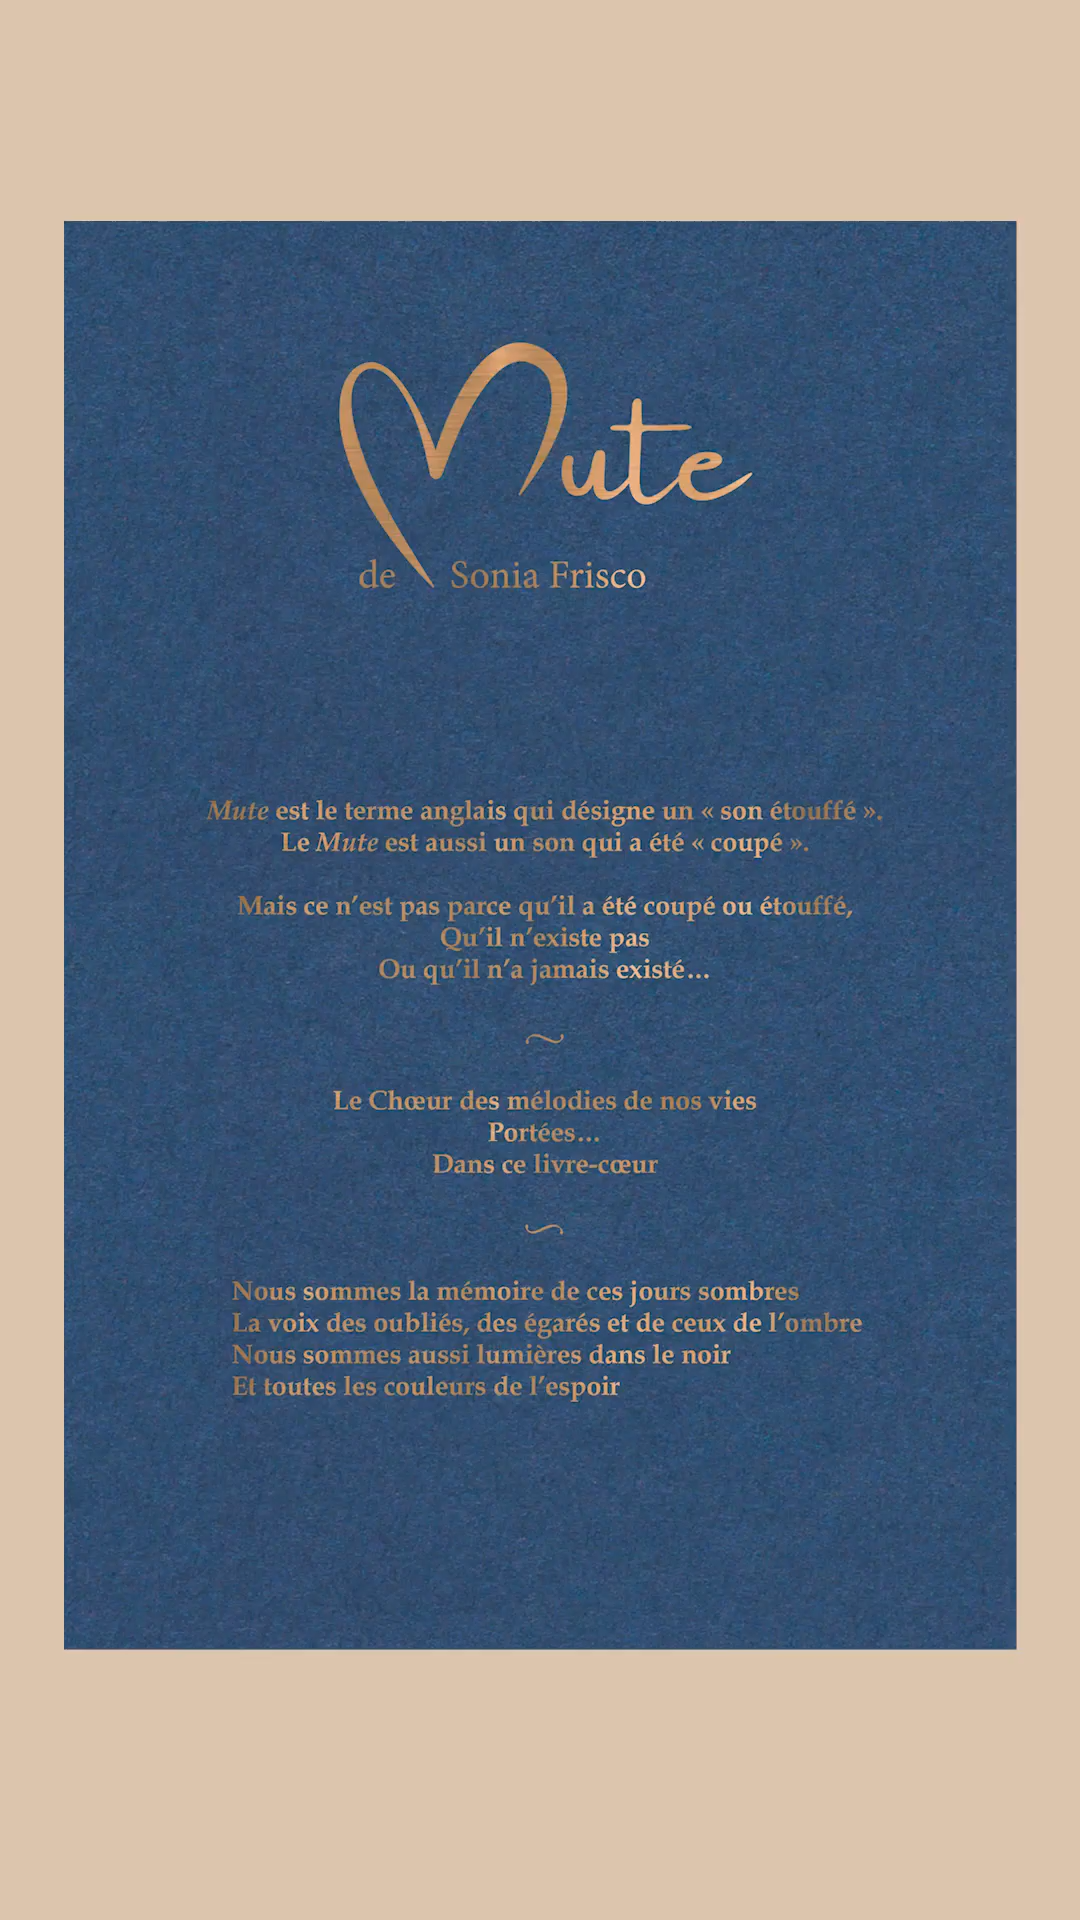 Mute
de Sonia Frisco
Mute est le terme anglais qui désigne un « son étouffé ».
Le Mute est aussi un son qui a été « coupé ».
Mais ce n’est pas parce qu’il a été coupé ou étouffé,
Qu’il n’existe pas
Ou qu’il n’a jamais existé…
Le Chœur des mélodies de nos vies
Portées…
Dans ce livre-cœur
Nous sommes la mémoire de ces jours sombres
La voix des oubliés, des égarés et de ceux de l’ombre
Nous sommes aussi lumières dans le noir
Et toutes les couleurs de l’espoir